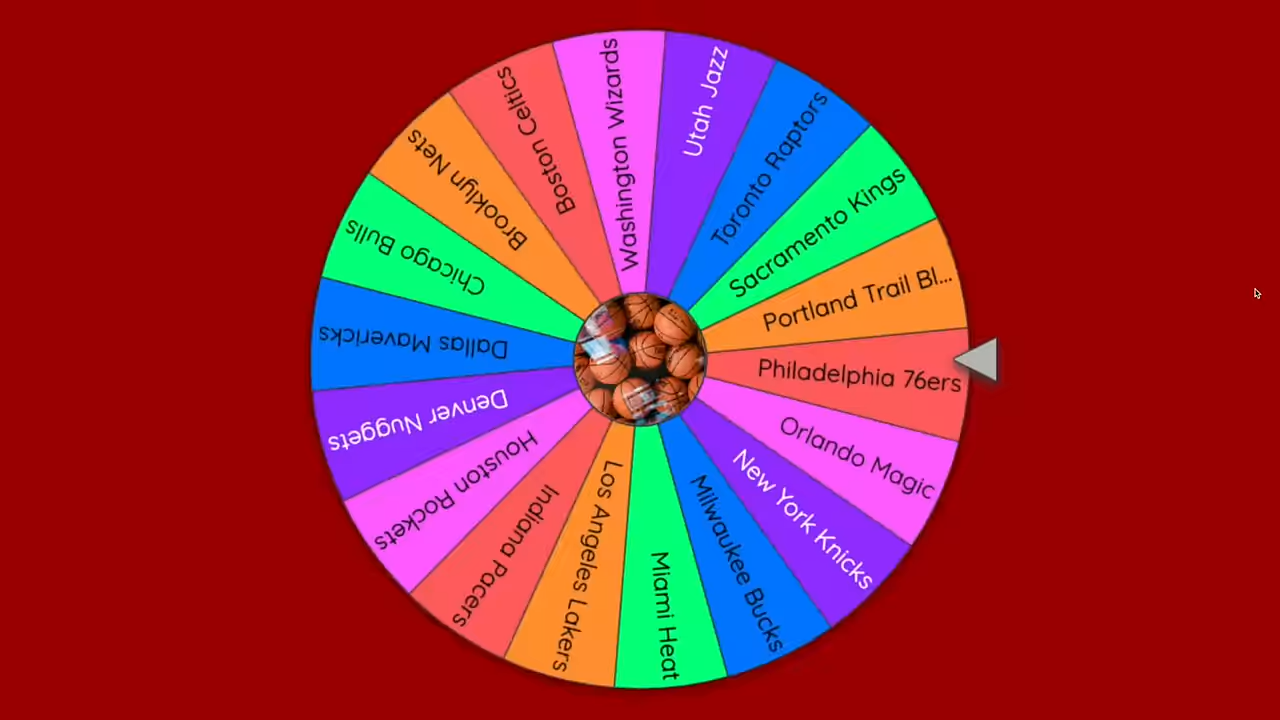 Washington Wizards
Utah Jazz
Toronto Raptors
Sacramento Kings
Portland Trail Bl...
Philadelphia 76ers
Orlando Magic
New York Knicks
Milwaukee Bucks
Miami Heat
Los Angeles Lakers
Indiana Pacers
Houston Rockets
Denver Nuggets
Dallas Mavericks
Chicago Bulls
Brooklyn Nets
Boston Celtics